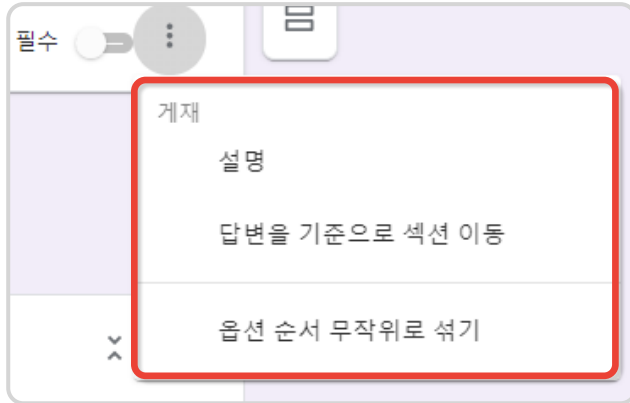 필수
게재
설명
답변을 기준으로 섹션 이동
옵션 순서 무작위로 섞기